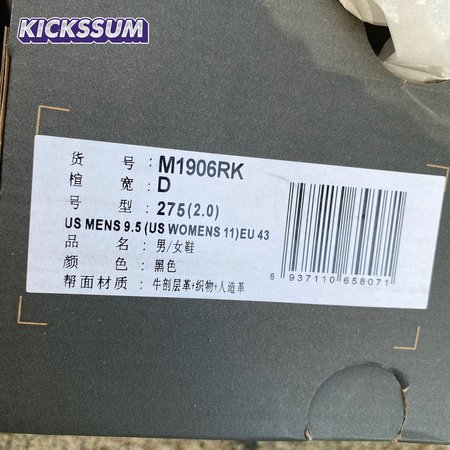 KICKSSUM
货 号: M1906RK
楦 宽: D
号 型: 275(2.0)
US MENS 9.5 (US WOMENS 11) EU 43
品 名: 男/女鞋
颜 色: 黑色
帮面材质: 牛剖层革+织物+人造革
6 937110 658071